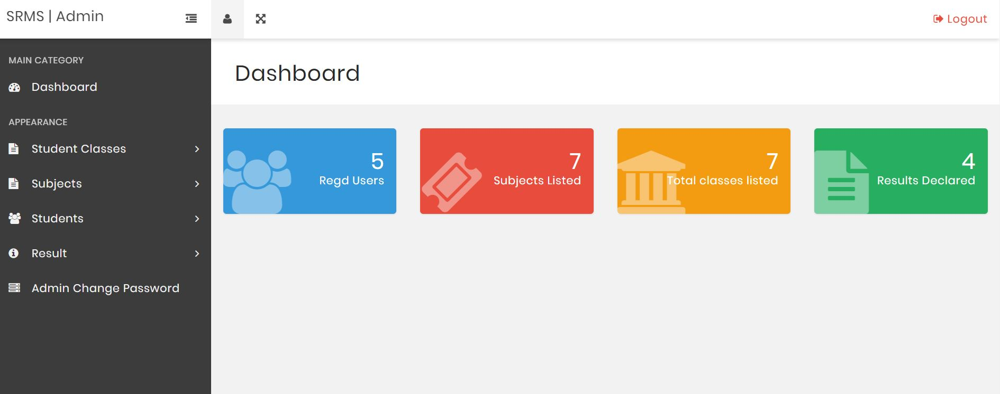 SRMS | Admin
Logout
MAIN CATEGORY
Dashboard
APPEARANCE
Student Classes
Subjects
Students
Result
Admin Change Password
Dashboard
5
Regd Users
7
Subjects Listed
7
Total classes listed
4
Results Declared